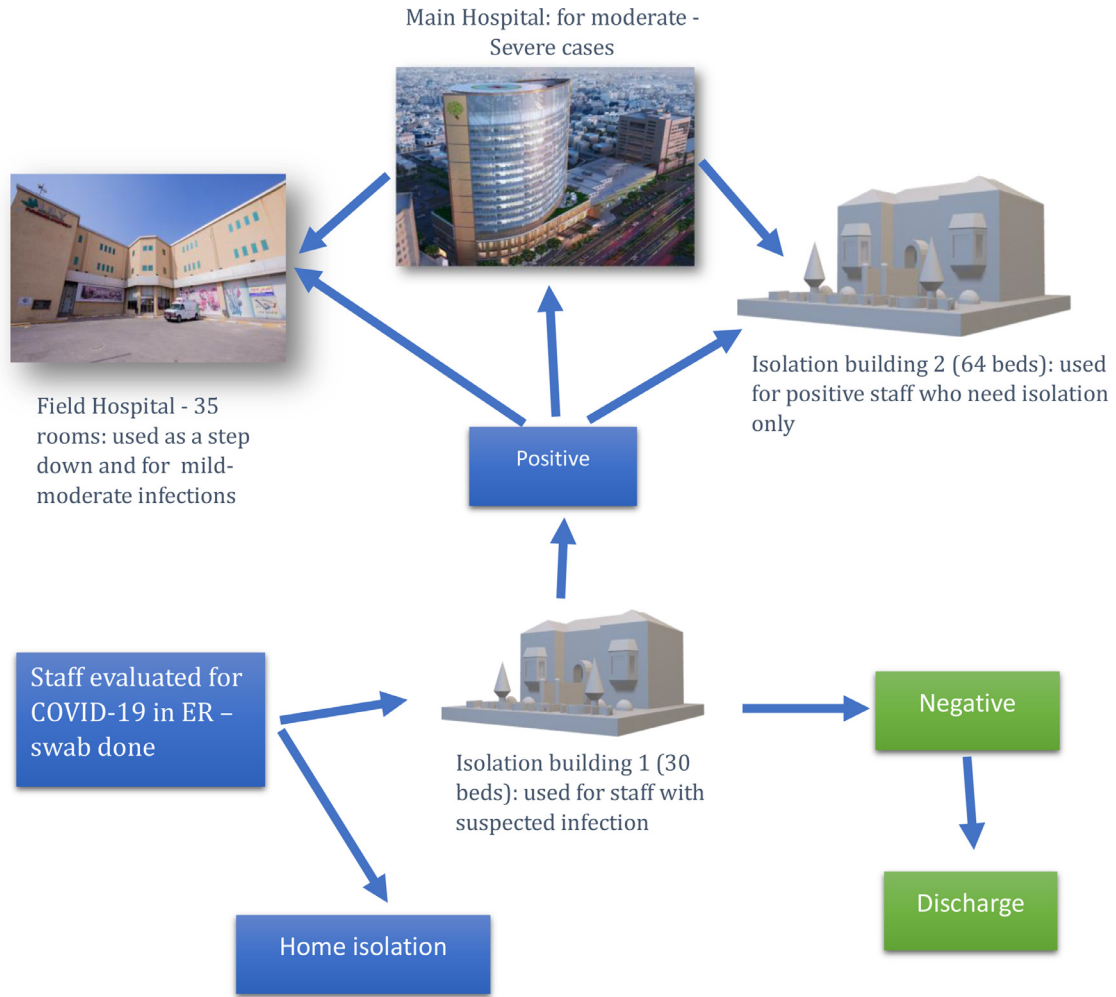 Main Hospital: for moderate -
Severe cases
Field Hospital - 35
rooms: used as a step
down and for mild-
moderate infections
Isolation building 2 (64 beds): used
for positive staff who need isolation
only
Positive
Staff evaluated for
COVID-19 in ER –
swab done
Isolation building 1 (30
beds): used for staff with
suspected infection
Negative
Home isolation
Discharge